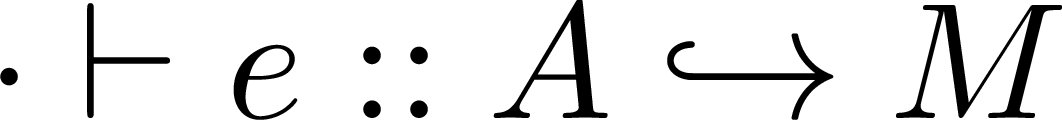 · ⊢ e :: A ↪ M